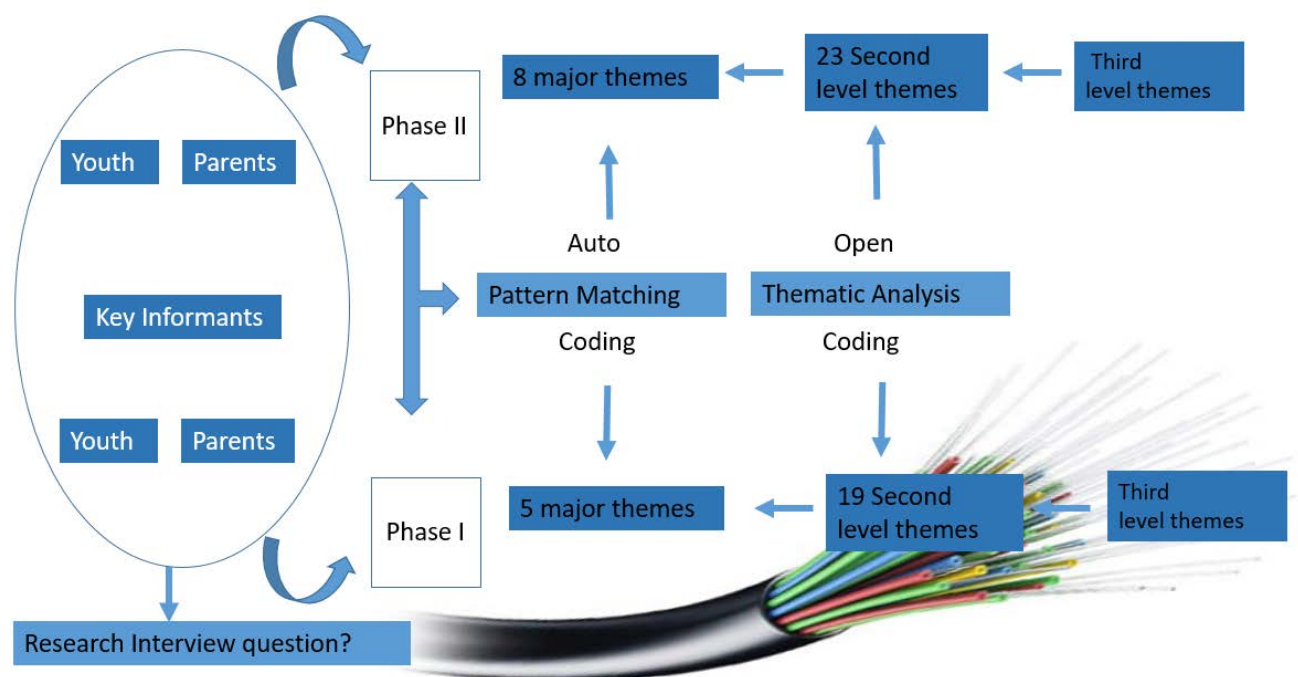 Youth
Parents
Key Informants
Youth
Parents
Research Interview question?
Phase II
Phase I
8 major themes
23 Second
level themes
Third
level themes
Auto
Pattern Matching
Coding
Open
Thematic Analysis
Coding
5 major themes
19 Second
level themes
Third
level themes